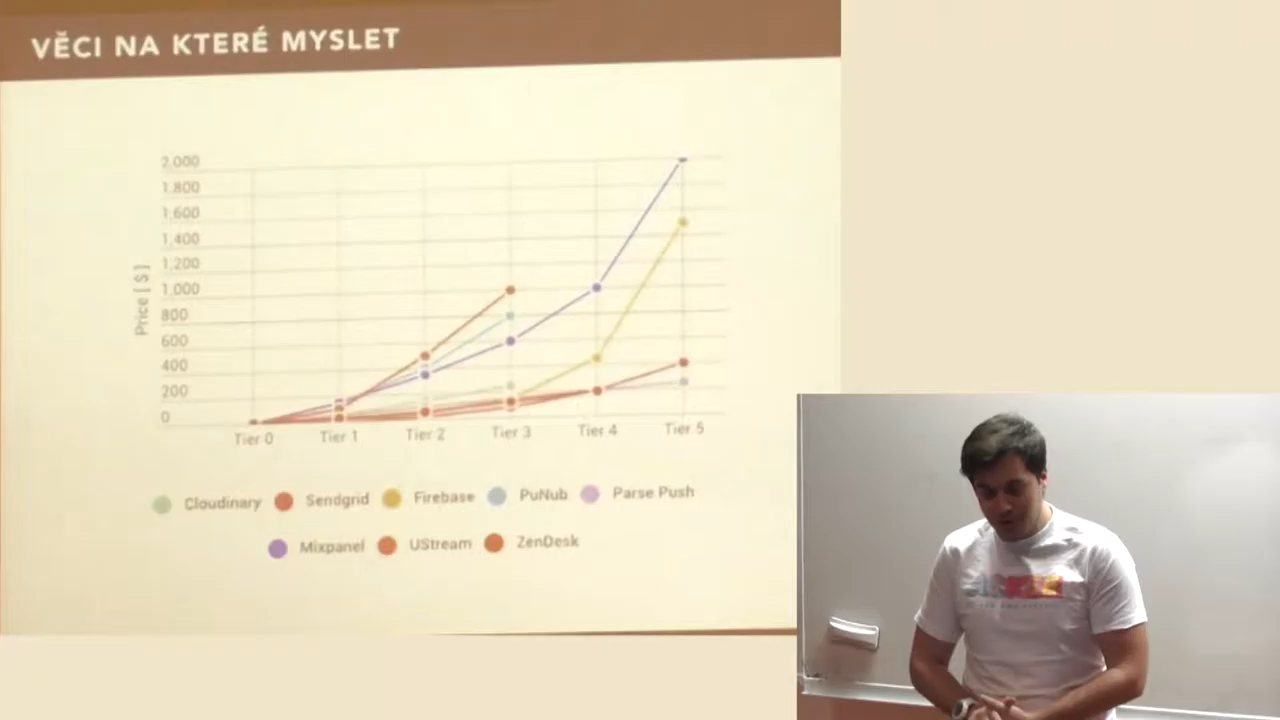 VĚCI NA KTERÉ MYSLET
2,000
1,800
1,600
1,400
1,200
1,000
800
600
400
200
0
Price [ $ ]
Tier 0 Tier 1 Tier 2 Tier 3 Tier 4 Tier 5
Cloudinary Sendgrid Firebase PuNub Parse Push
Mixpanel UStream ZenDesk